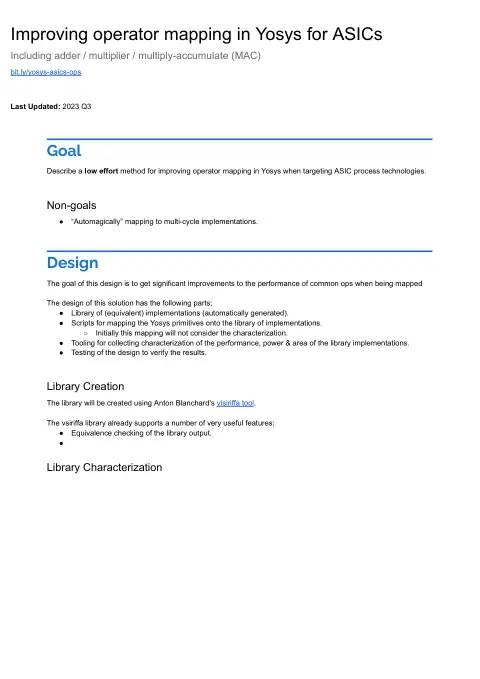 Improving operator mapping in Yosys for ASICs
Including adder / multiplier / multiply-accumulate (MAC)
bit.ly/yosys-asics-ops
Last Updated: 2023 Q3
Goal
Describe a low effort method for improving operator mapping in Yosys when targeting ASIC process technologies.
Non-goals
● “Automagically” mapping to multi-cycle implementations.
Design
The goal of this design is to get significant improvements to the performance of common ops when being mapped
The design of this solution has the following parts;
● Library of (equivalent) implementations (automatically generated).
● Scripts for mapping the Yosys primitives onto the library of implementations.
○ Initially this mapping will not consider the characterization.
● Tooling for collecting characterization of the performance, power & area of the library implementations.
● Testing of the design to verify the results.
Library Creation
The library will be created using Anton Blanchard’s vlsiriffa tool.
The vsiriffa library already supports a number of very useful features;
● Equivalence checking of the library output.
●
Library Characterization